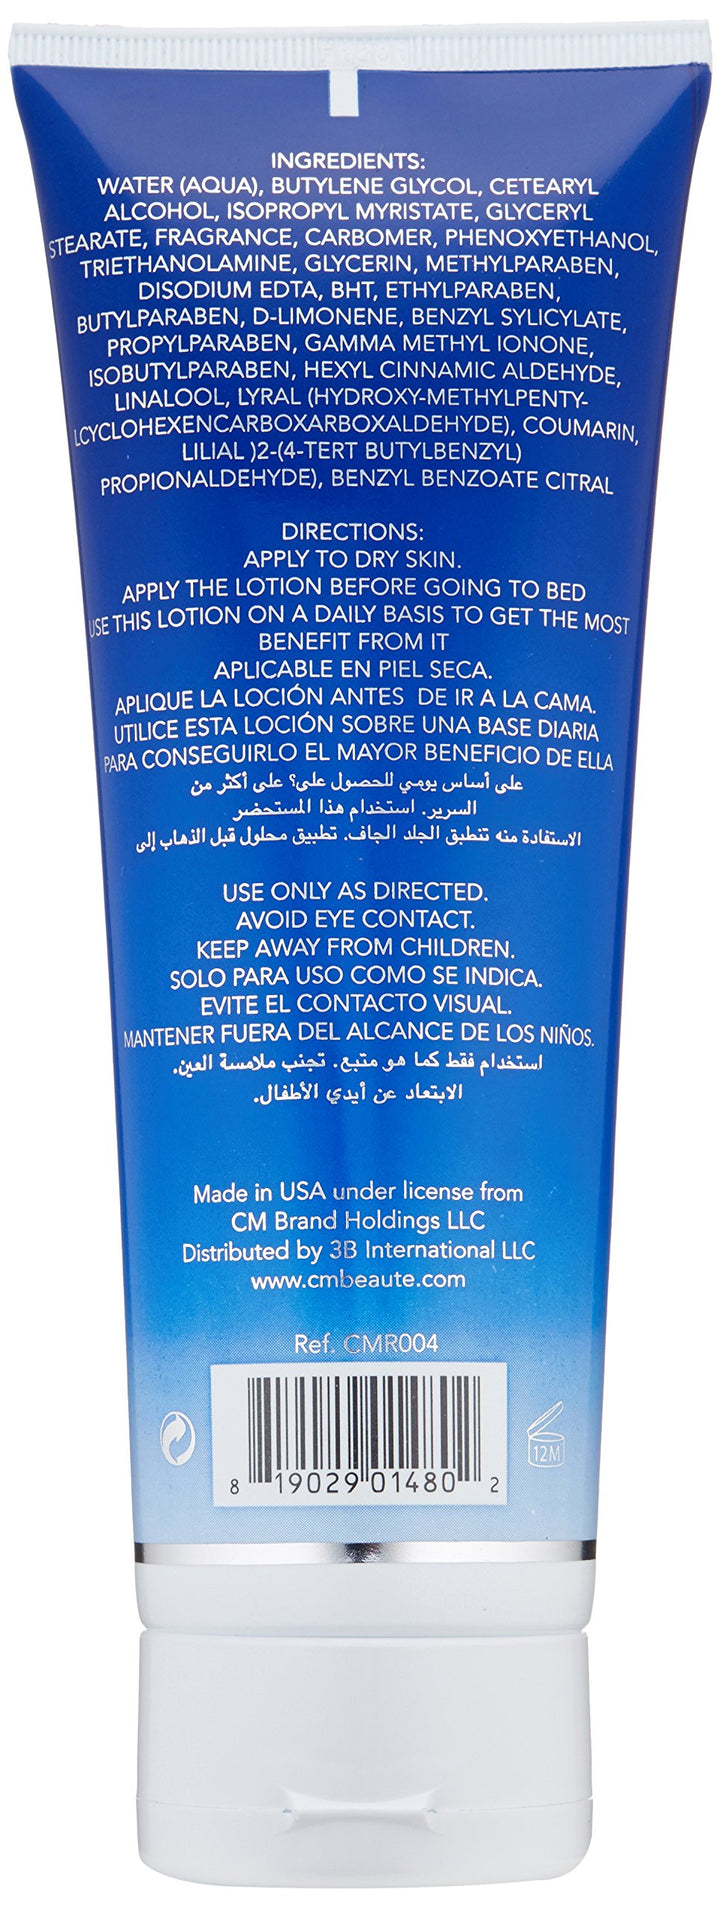 INGREDIENTS:
WATER (AQUA), BUTYLENE GLYCOL, CETEARYL
ALCOHOL, ISOPROPYL MYRISTATE, GLYCERYL
STEARATE, FRAGRANCE, CARBOMER, PHENOXYETHANOL,
TRIETHANOLAMINE, GLYCERIN, METHYLPARABEN,
DISODIUM EDTA, BHT, ETHYLPARABEN,
BUTYLPARABEN, D-LIMONENE, BENZYL SYLICYLATE,
PROPYLPARABEN, GAMMA METHYL IONONE,
ISOBUTYLPARABEN, HEXYL CINNAMIC ALDEHYDE,
LINALOOL, LYRAL (HYDROXY-METHYLPENTY-
LCYCLOHEXENCARBOXARBOXALDEHYDE), COUMARIN,
LILIAL )2-(4-TERT BUTYLBENZYL)
PROPIONALDEHYDE), BENZYL BENZOATE CITRAL
DIRECTIONS:
APPLY TO DRY SKIN.
APPLY THE LOTION BEFORE GOING TO BED
USE THIS LOTION ON A DAILY BASIS TO GET THE MOST
BENEFIT FROM IT
APLICABLE EN PIEL SECA.
APLIQUE LA LOCIÓN ANTES DE IR A LA CAMA.
UTILICE ESTA LOCIÓN SOBRE UNA BASE DIARIA
PARA CONSEGUIRLO EL MAYOR BENEFICIO DE ELLA
على أساس يومي للحصول على؟ على أكثر من
السرير. استخدام هذا المستحضر
الاستفادة منه تنطبق الجلد الجاف. تطبيق محلول قبل الذهاب إلى
USE ONLY AS DIRECTED.
AVOID EYE CONTACT.
KEEP AWAY FROM CHILDREN.
SOLO PARA USO COMO SE INDICA.
EVITE EL CONTACTO VISUAL.
MANTENER FUERA DEL ALCANCE DE LOS NIÑOS.
استخدام فقط كما هو متبع. تجنب ملامسة العين.
الابتعاد عن أيدي الأطفال.
Made in USA under license from
CM Brand Holdings LLC
Distributed by 3B International LLC
www.cmbeaute.com
Ref. CMR004
12M
8 19029 01480 2